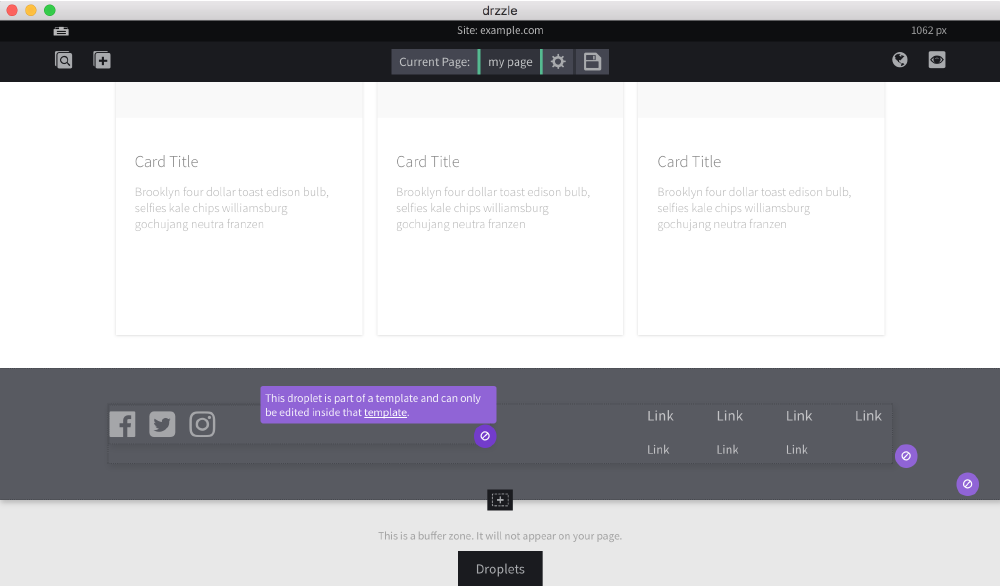 drzzle
Site: example.com
1062 px
Current Page:
my page
Card Title
Brooklyn four dollar toast edison bulb,
selfies kale chips williamsburg
gochujang neutra franzen
Card Title
Brooklyn four dollar toast edison bulb,
selfies kale chips williamsburg
gochujang neutra franzen
Card Title
Brooklyn four dollar toast edison bulb,
selfies kale chips williamsburg
gochujang neutra franzen
This droplet is part of a template and can only
be edited inside that template.
Link Link Link Link
Link Link Link
This is a buffer zone. It will not appear on your page.
Droplets